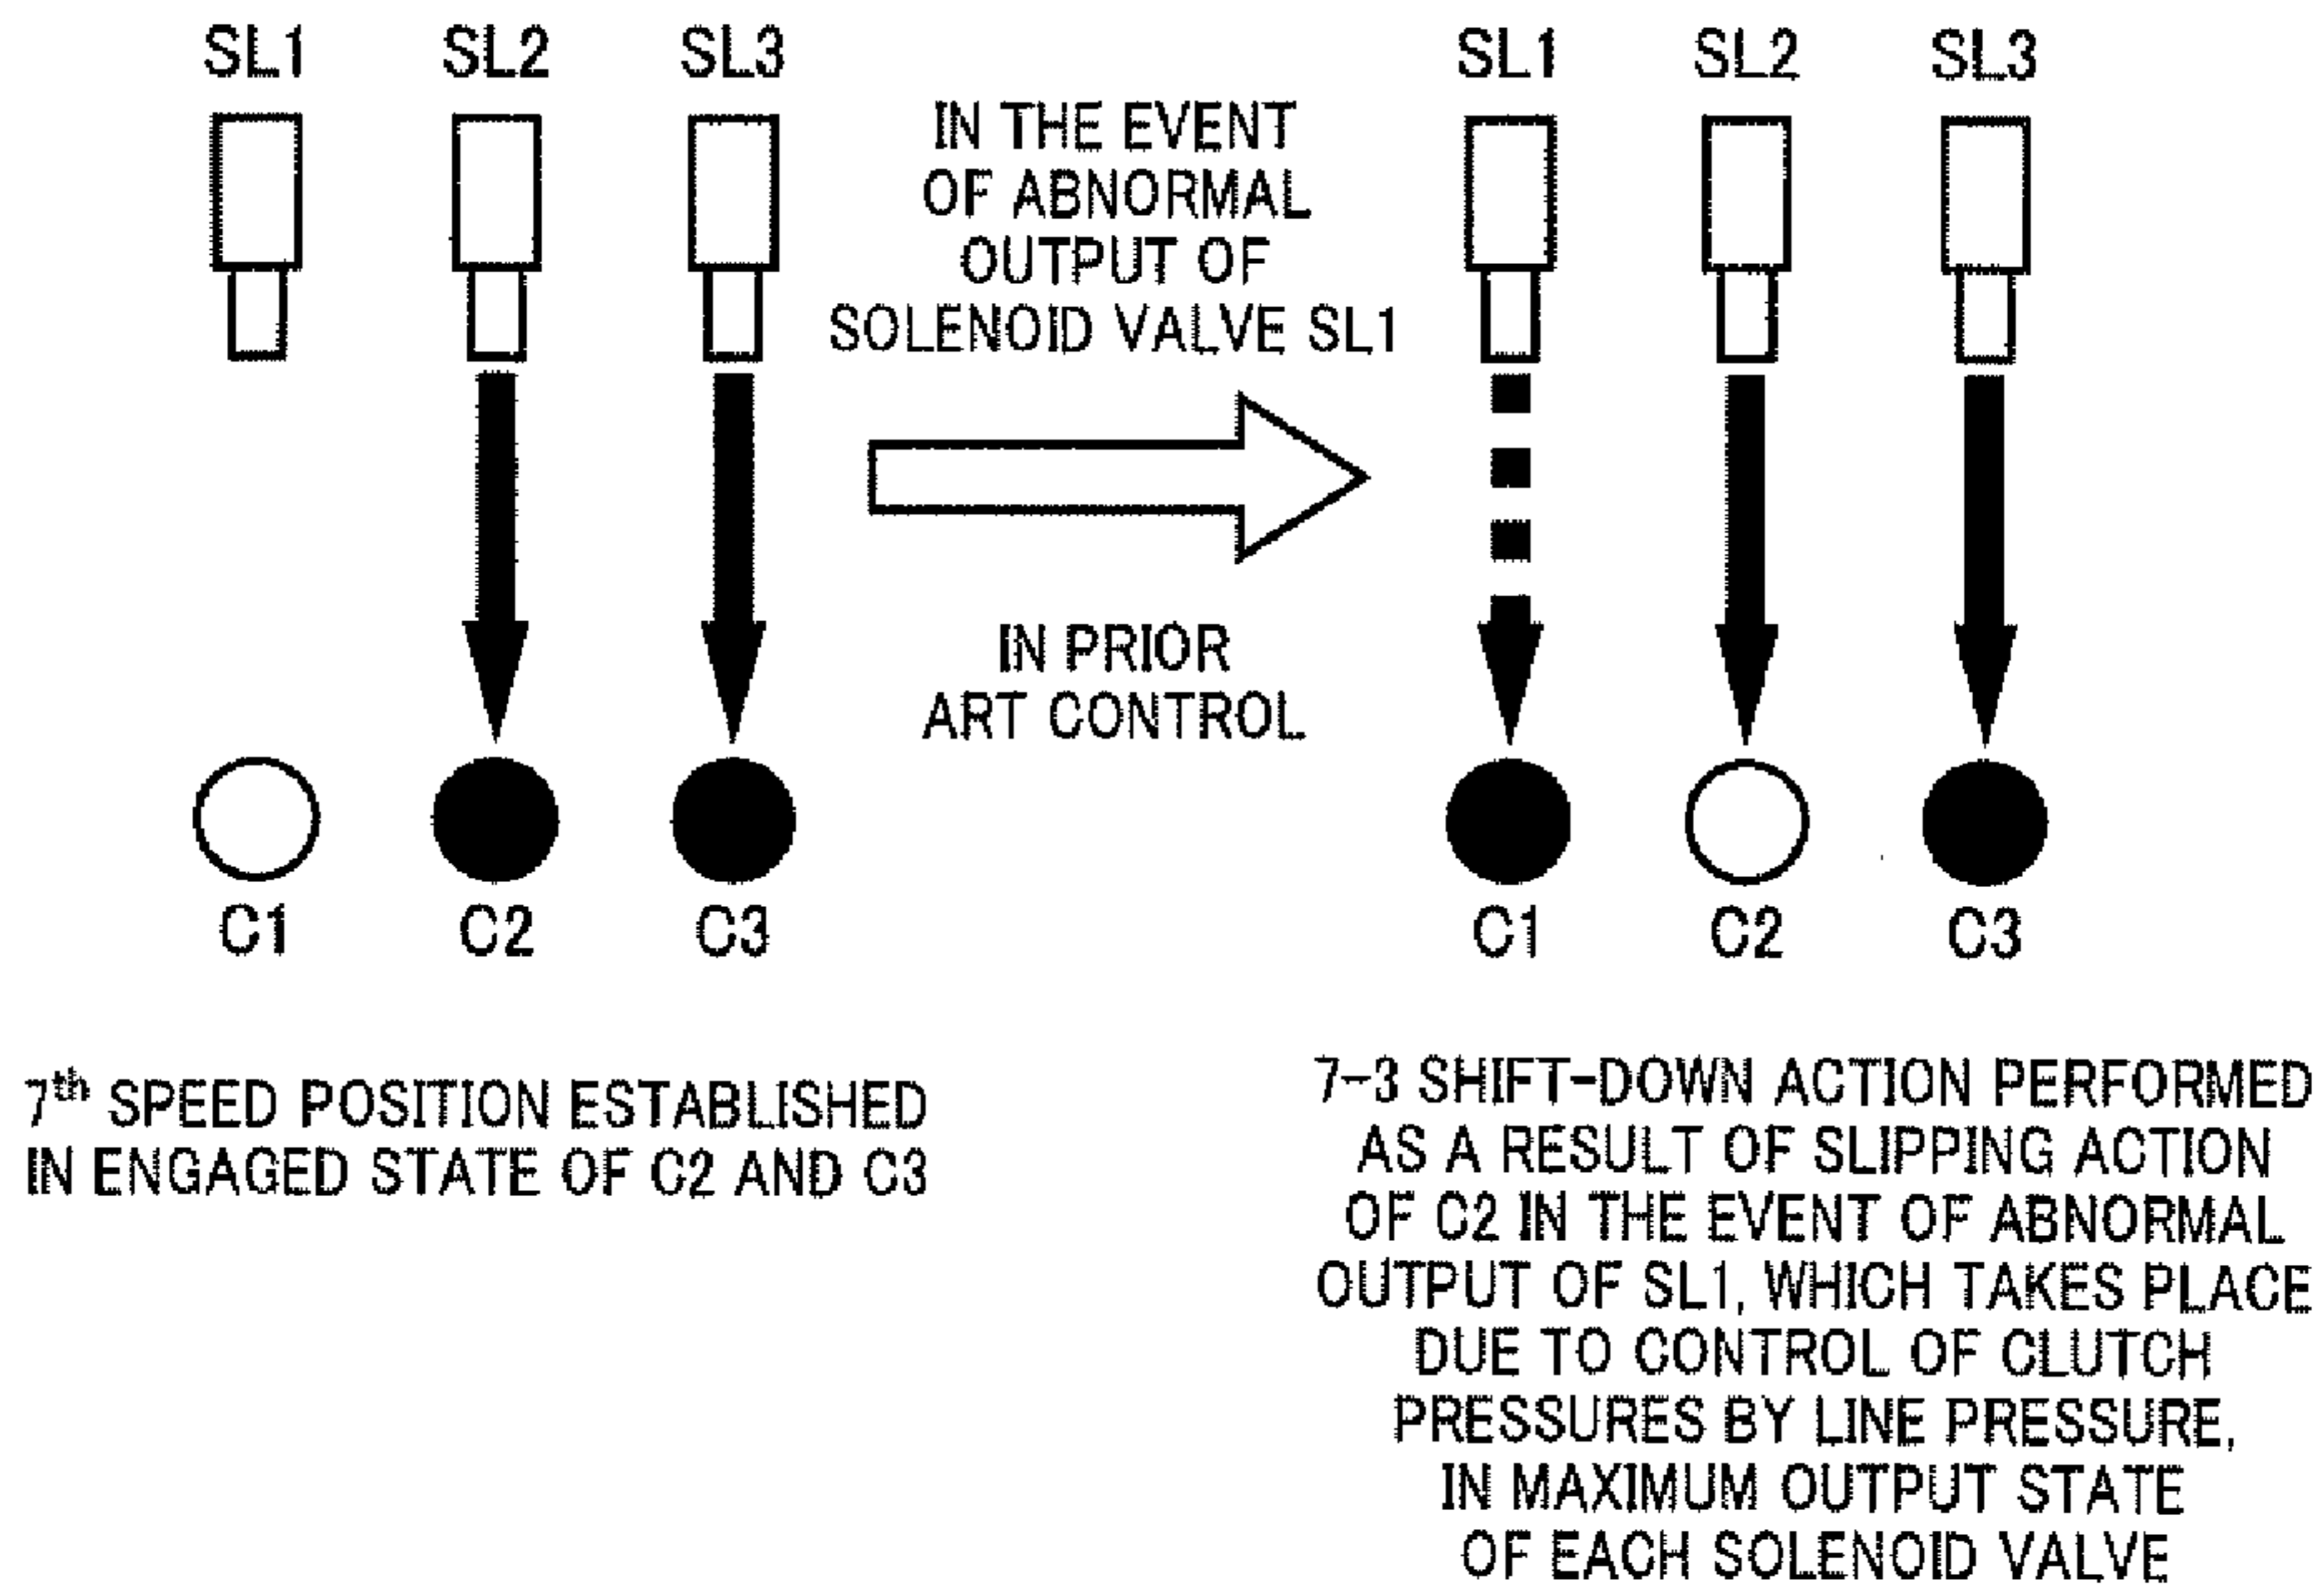 SL1 SL2 SL3
SL1 SL2 SL3
IN THE EVENT
OF ABNORMAL
OUTPUT OF
SOLENOID VALVE SL1
IN PRIOR
ART CONTROL
C1 C2 C3
C1 C2 C3
7th SPEED POSITION ESTABLISHED
IN ENGAGED STATE OF C2 AND C3
7-3 SHIFT-DOWN ACTION PERFORMED
AS A RESULT OF SLIPPING ACTION
OF C2 IN THE EVENT OF ABNORMAL
OUTPUT OF SL1, WHICH TAKES PLACE
DUE TO CONTROL OF CLUTCH
PRESSURES BY LINE PRESSURE,
IN MAXIMUM OUTPUT STATE
OF EACH SOLENOID VALVE